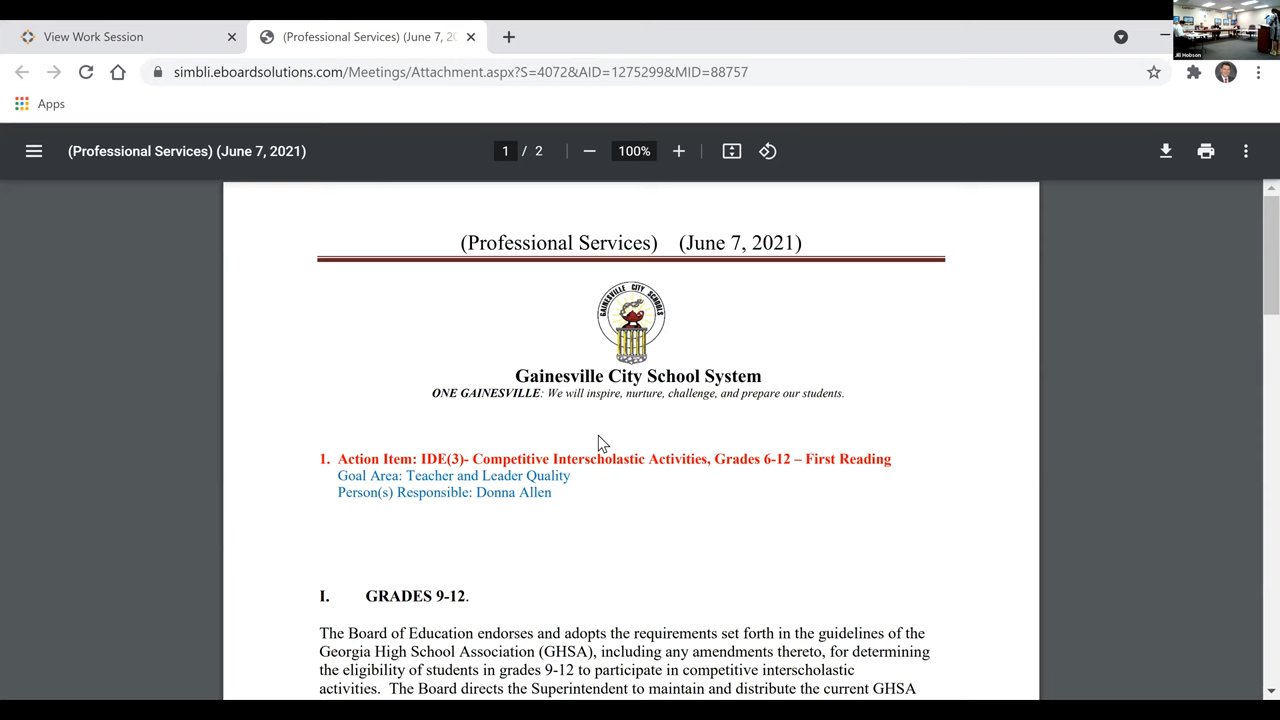 View Work Session
(Professional Services) (June 7, 20
simbli.eboardsolutions.com/Meetings/Attachment.aspx?S=4072&AID=1275299&MID=88757
Apps
Jill Hobson
(Professional Services) (June 7, 2021)
1 / 2
100%
(Professional Services) (June 7, 2021)
GAINESVILLE CITY SCHOOLS
Gainesville City School System
ONE GAINESVILLE: We will inspire, nurture, challenge, and prepare our students.
1. Action Item: IDE(3)- Competitive Interscholastic Activities, Grades 6-12 – First Reading
Goal Area: Teacher and Leader Quality
Person(s) Responsible: Donna Allen
I. GRADES 9-12.
The Board of Education endorses and adopts the requirements set forth in the guidelines of the
Georgia High School Association (GHSA), including any amendments thereto, for determining
the eligibility of students in grades 9-12 to participate in competitive interscholastic
activities. The Board directs the Superintendent to maintain and distribute the current GHSA